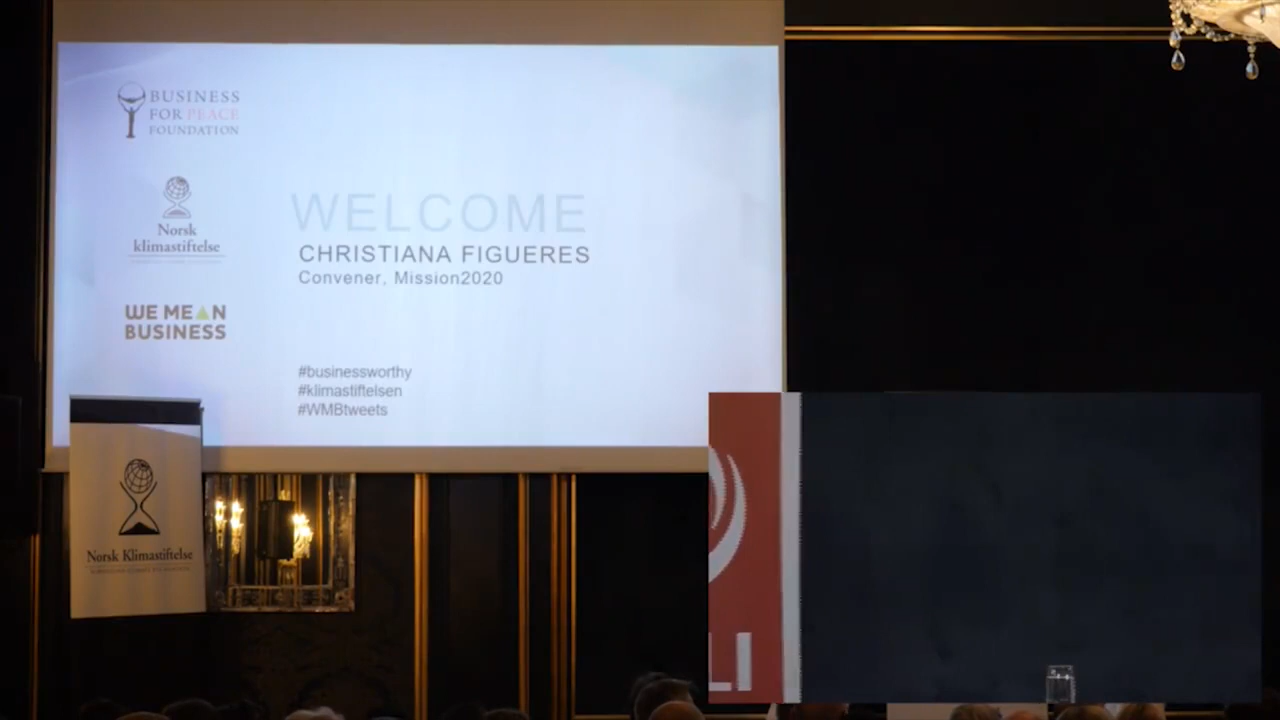 BUSINESS
FOR PEACE
FOUNDATION
Norsk
klimastiftelse
WE MEAN
BUSINESS
WELCOME
CHRISTIANA FIGUERES
Convener, Mission2020
#businessworthy
#klimastiftelsen
#WMBtweets
Norsk Klimastiftelse
LI